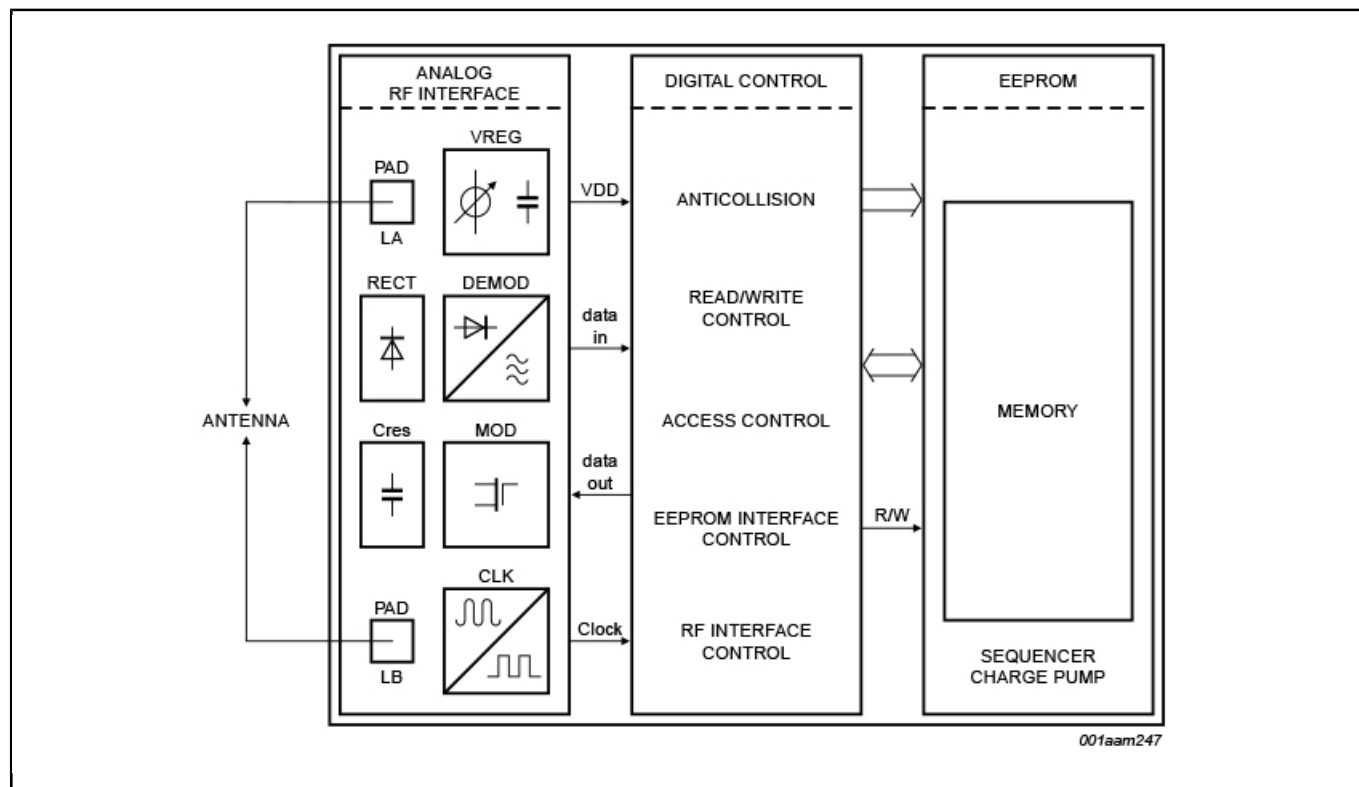 ANALOG
RF INTERFACE
PAD
LA
VREG
RECT
DEMOD
Cres
MOD
PAD
LB
CLK
ANTENNA
VDD
data
in
data
out
Clock
DIGITAL CONTROL
ANTICOLLISION
READ/WRITE
CONTROL
ACCESS CONTROL
EEPROM INTERFACE
CONTROL
RF INTERFACE
CONTROL
R/W
EEPROM
MEMORY
SEQUENCER
CHARGE PUMP
001aam247